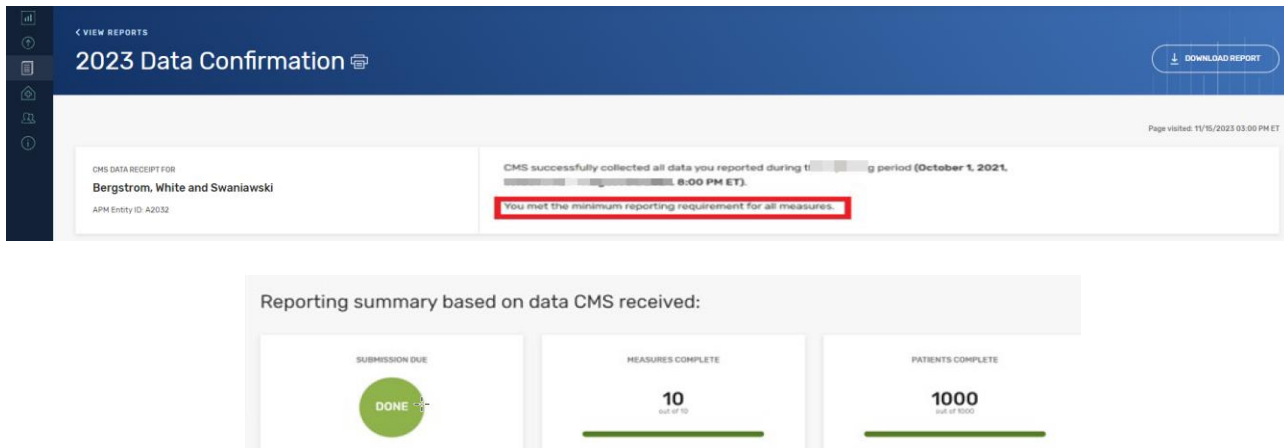 VIEW REPORTS
2023 Data Confirmation
DOWNLOAD REPORT
Page visited: 11/15/2023 03:00 PM ET
CMS DATA RECEIPT FOR
Bergstrom, White and Swaniawski
APM Entity ID: A2032
CMS successfully collected all data you reported during period (October 1, 2021,
8:00 PM ET).
You met the minimum reporting requirement for all measures.
Reporting summary based on data CMS received:
SUBMISSION DUE
DONE
MEASURES COMPLETE
10
out of 10
PATIENTS COMPLETE
1000
out of 1000